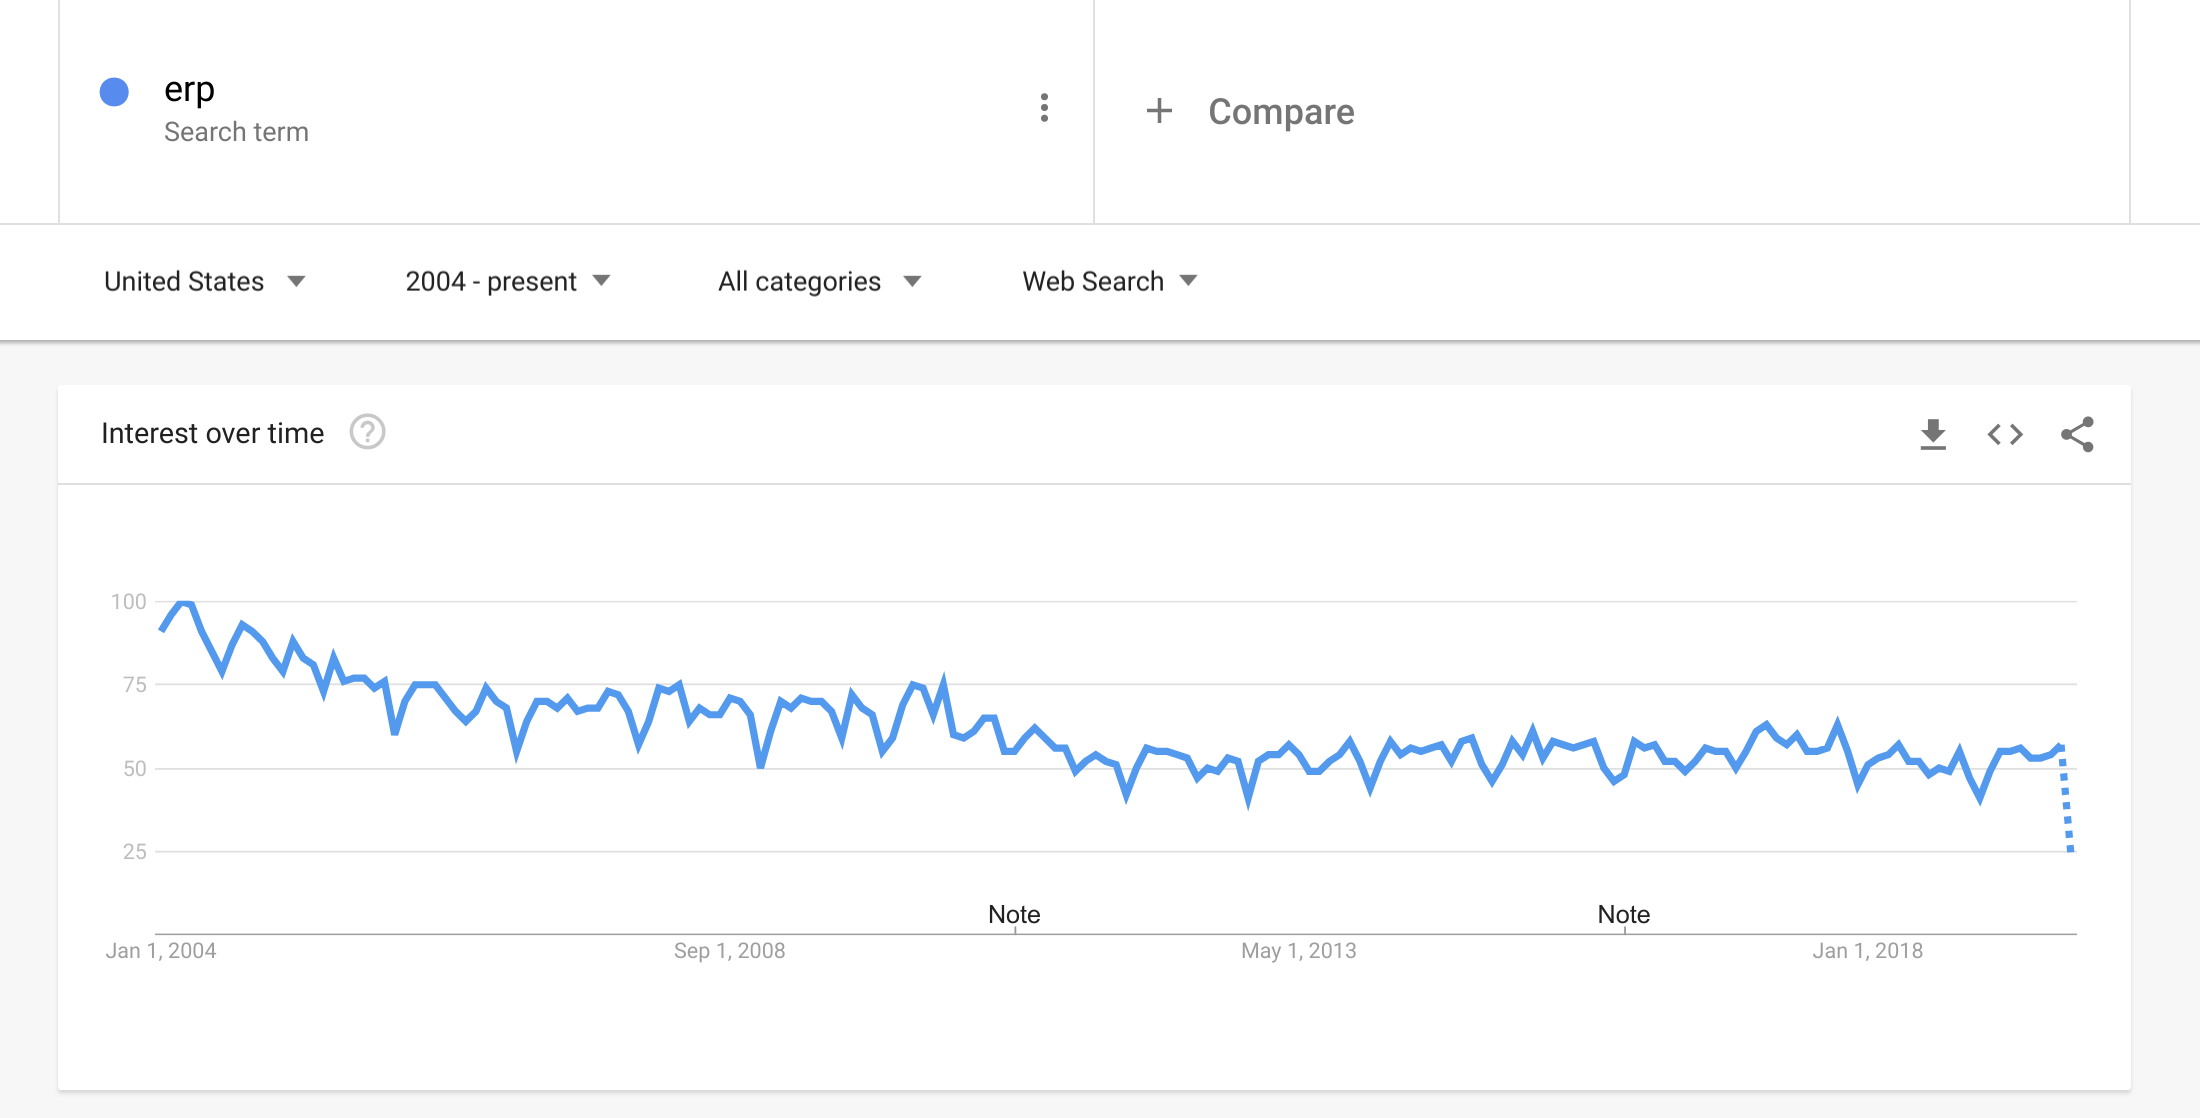 erp
Search term
+ Compare
United States
2004 - present
All categories
Web Search
Interest over time ?
100
75
50
25
Note
Note
Jan 1, 2004
Sep 1, 2008
May 1, 2013
Jan 1, 2018